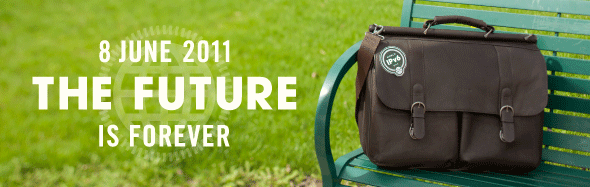 8 JUNE 2011
THE FUTURE
IS FOREVER
IPv6